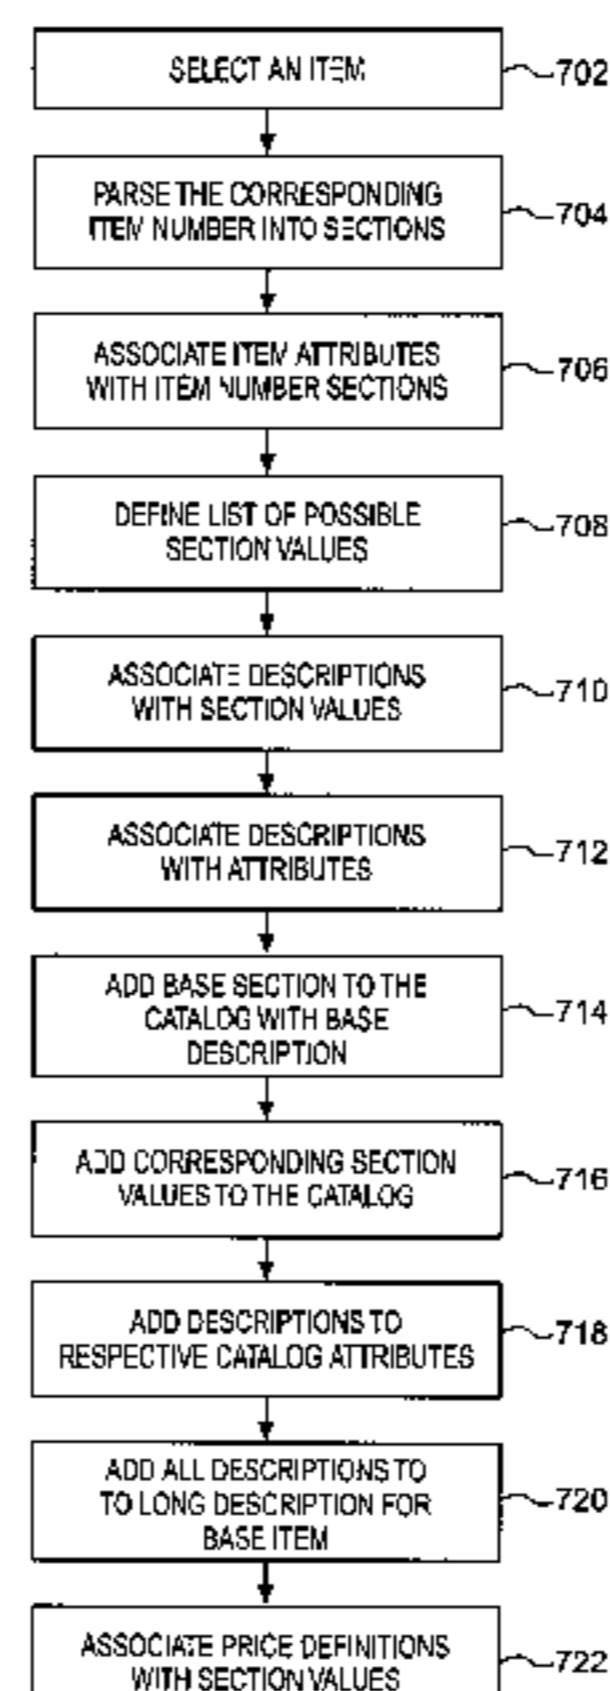 SELECT AN ITEM
702
PARSE THE CORRESPONDING
ITEM NUMBER INTO SECTIONS
704
ASSOCIATE ITEM ATTRIBUTES
WITH ITEM NUMBER SECTIONS
706
DEFINE LIST OF POSSIBLE
SECTION VALUES
708
ASSOCIATE DESCRIPTIONS
WITH SECTION VALUES
710
ASSOCIATE DESCRIPTIONS
WITH ATTRIBUTES
712
ADD BASE SECTION TO THE
CATALOG WITH BASE
DESCRIPTION
714
ADD CORRESPONDING SECTION
VALUES TO THE CATALOG
716
ADD DESCRIPTIONS TO
RESPECTIVE CATALOG ATTRIBUTES
718
ADD ALL DESCRIPTIONS TO
TO LONG DESCRIPTION FOR
BASE ITEM
720
ASSOCIATE PRICE DEFINITIONS
WITH SECTION VALUES
722